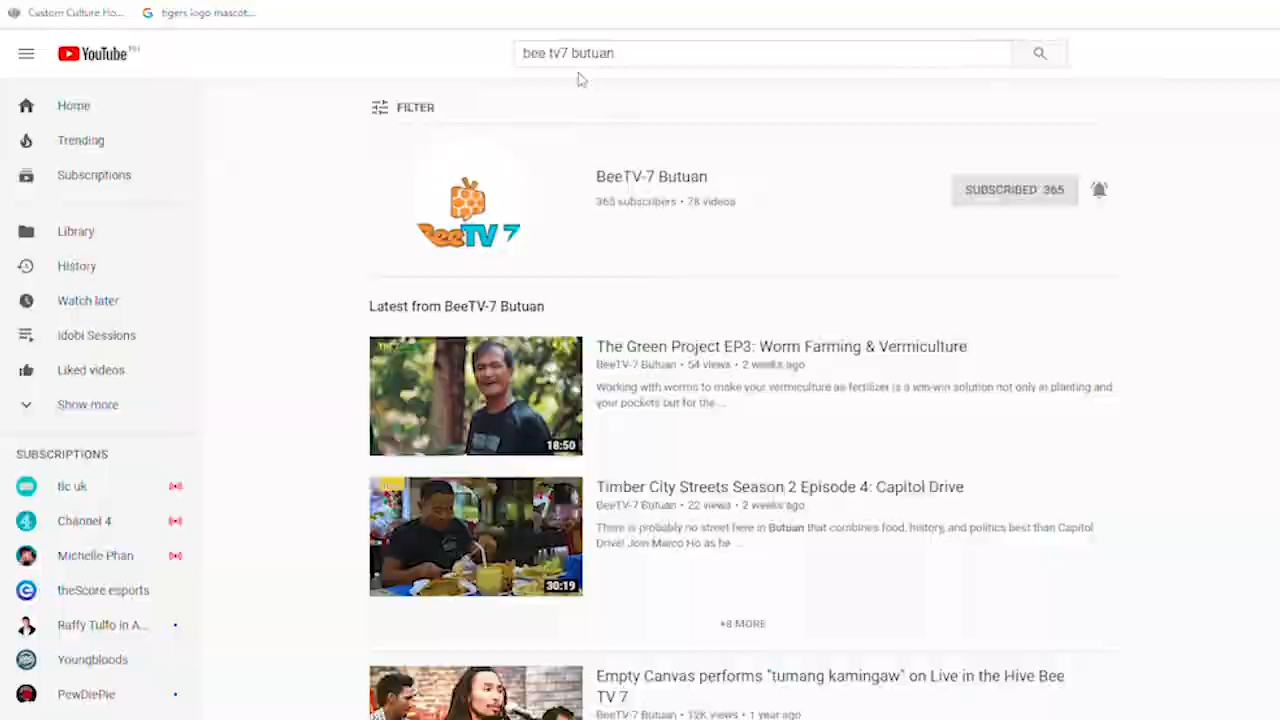 Custom Culture Ho...
tigers logo mascot...
YouTube PH
bee tv7 butuan
Home
Trending
Subscriptions
Library
History
Watch later
Idobi Sessions
Liked videos
Show more
SUBSCRIPTIONS
tlc uk
Channel 4
Michelle Phan
theScore esports
Raffy Tulfo in A...
Youngbloods
PewDiePie
FILTER
BeeTV 7
BeeTV-7 Butuan
365 subscribers • 78 videos
SUBSCRIBED 365
Latest from BeeTV-7 Butuan
18:50
The Green Project EP3: Worm Farming & Vermiculture
BeeTV-7 Butuan • 54 views • 2 weeks ago
Working with worms to make your vermiculture as fertilizer is a win-win solution not only in planting and
your pockets but for the ...
30:19
Timber City Streets Season 2 Episode 4: Capitol Drive
BeeTV-7 Butuan • 22 views • 2 weeks ago
There is probably no street here in Butuan that combines food, history, and politics best than Capitol
Drive! Join Marco Ho as he ...
+8 MORE
Empty Canvas performs "tumang kamingaw" on Live in the Hive Bee
TV 7
BeeTV-7 Butuan • 12K views • 1 year ago